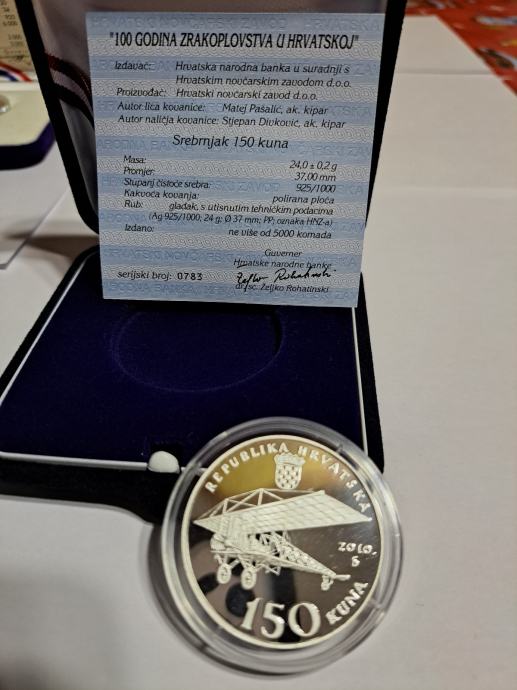 "100 GODINA ZRAKOPLOVSTVA U HRVATSKOJ"
Izdavač: Hrvatska narodna banka u suradnji s
Hrvatskim novčarskim zavodom d.o.o.
Proizvođač: Hrvatski novčarski zavod d.o.o.
Autor lica kovanice: Matej Pašalić, ak. kipar
Autor naličja kovanice: Stjepan Divković, ak. kipar
Srebrnjak 150 kuna
Masa: 24,0 ± 0,2 g
Promjer: 37,00 mm
Stupanj čistoće srebra: 925/1000
Kakvoća kovanja: polirana ploča
Rub: gladak, s utisnutim tehničkim podacima
(Ag 925/1000; 24 g; Ø 37 mm; PP; oznaka HNZ-a)
Izdano: ne više od 5000 komada
Guverner
Hrvatske narodne banke
serijski broj: 0783
dr. sc. Željko Rohatinski
REPUBLIKA HRVATSKA
2010.
150 KUNA